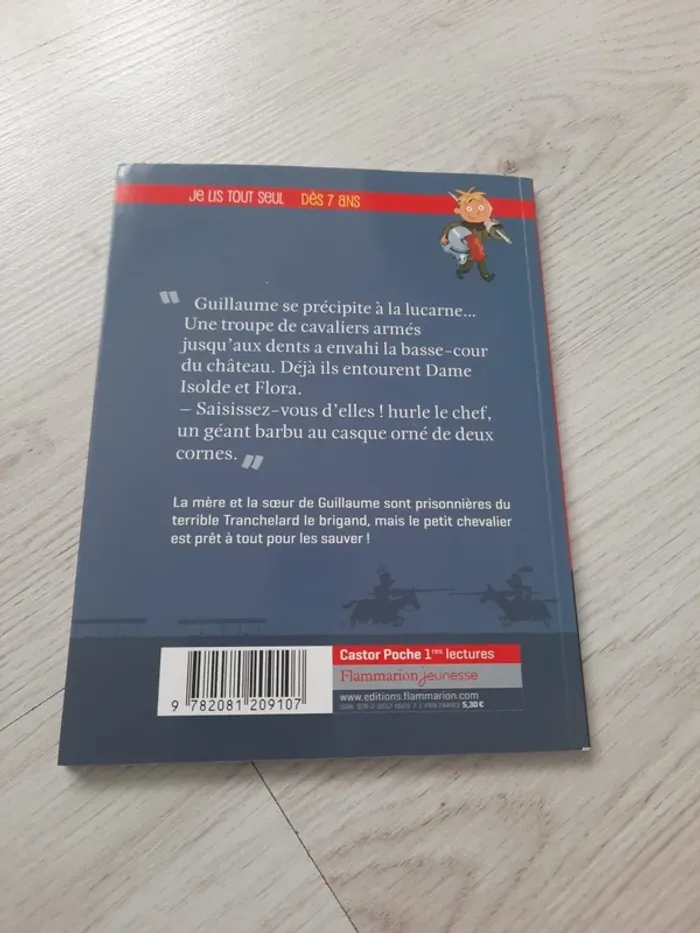 Je Lis TOUT SEUL DÈS 7 ANS
" Guillaume se précipite à la lucarne...
Une troupe de cavaliers armés
jusqu'aux dents a envahi la basse-cour
du château. Déjà ils entourent Dame
Isolde et Flora.
– Saisissez-vous d'elles ! hurle le chef,
un géant barbu au casque orné de deux
cornes. "
La mère et la sœur de Guillaume sont prisonnières du
terrible Tranchelard le brigand, mais le petit chevalier
est prêt à tout pour les sauver !
Castor Poche 1res lectures
Flammarion jeunesse
www.editions.flammarion.com
PRIX FRANCE 5,30 €
9 782081 209107